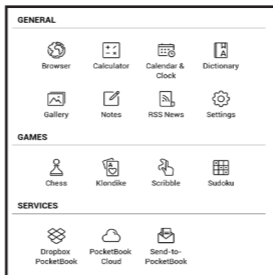 GENERAL
Browser Calculator Calendar & Clock Dictionary
Gallery Notes RSS News Settings
GAMES
Chess Klondike Scribble Sudoku
SERVICES
Dropbox PocketBook PocketBook Cloud Send-to-PocketBook